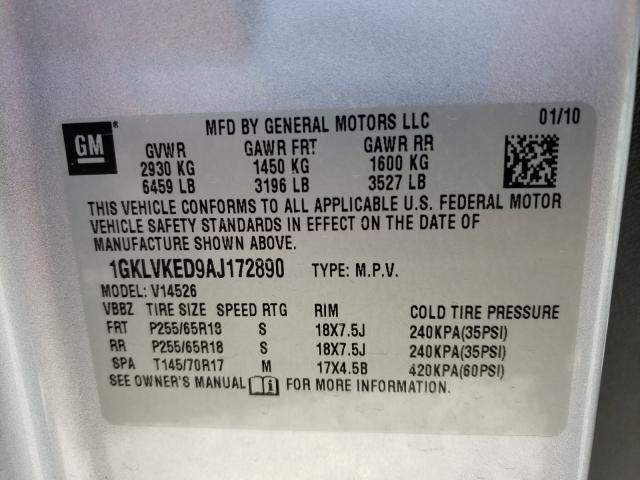 MFD BY GENERAL MOTORS LLC 01/10
GM®
GVWR GAWR FRT GAWR RR
2930 KG 1450 KG 1600 KG
6459 LB 3196 LB 3527 LB
THIS VEHICLE CONFORMS TO ALL APPLICABLE U.S. FEDERAL MOTOR
VEHICLE SAFETY STANDARDS IN EFFECT ON THE DATE OF
MANUFACTURE SHOWN ABOVE.
1GKLVKED9AJ172890 TYPE: M.P.V.
MODEL: V14526
VBBZ TIRE SIZE SPEED RTG RIM COLD TIRE PRESSURE
FRT P255/65R18 S 18X7.5J 240KPA(35PSI)
RR P255/65R18 S 18X7.5J 240KPA(35PSI)
SPA T145/70R17 M 17X4.5B 420KPA(60PSI)
SEE OWNER'S MANUAL i FOR MORE INFORMATION.